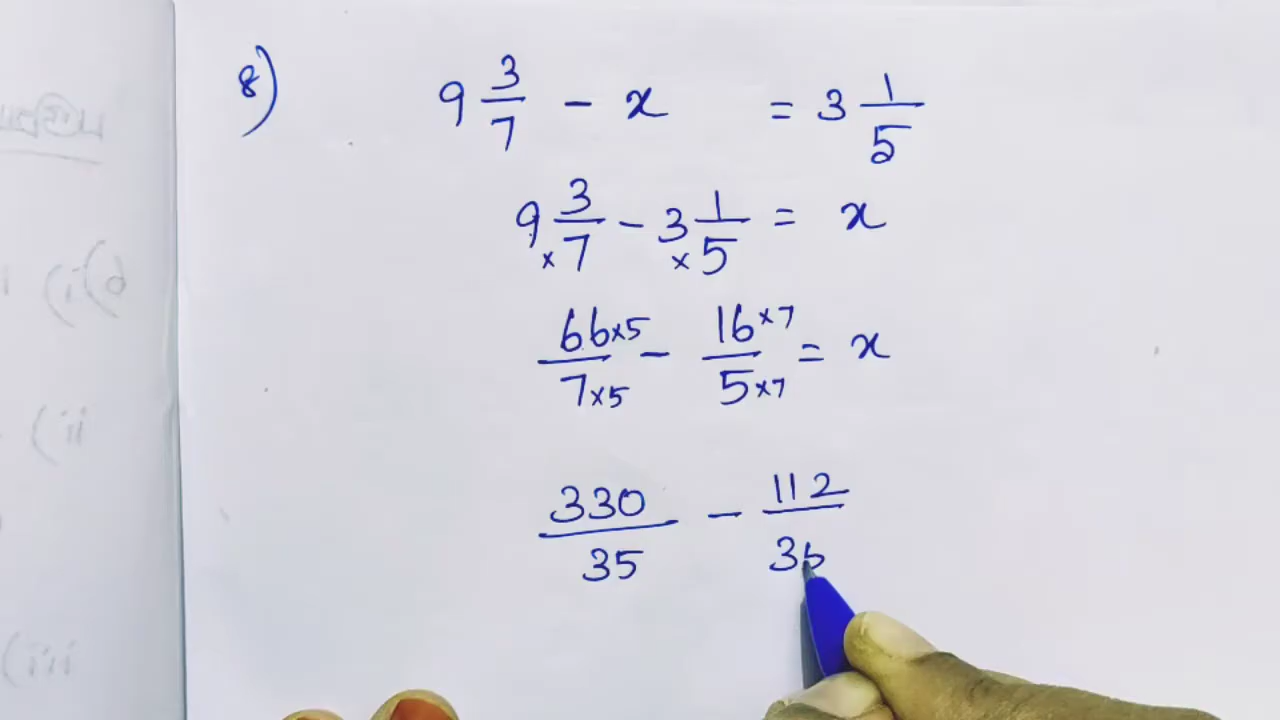 8) 9 3/7 - x = 3 1/5
9 3/7 - 3 1/5 = x
× ×
66×5/7×5 - 16×7/5×7 = x
330/35 - 112/35